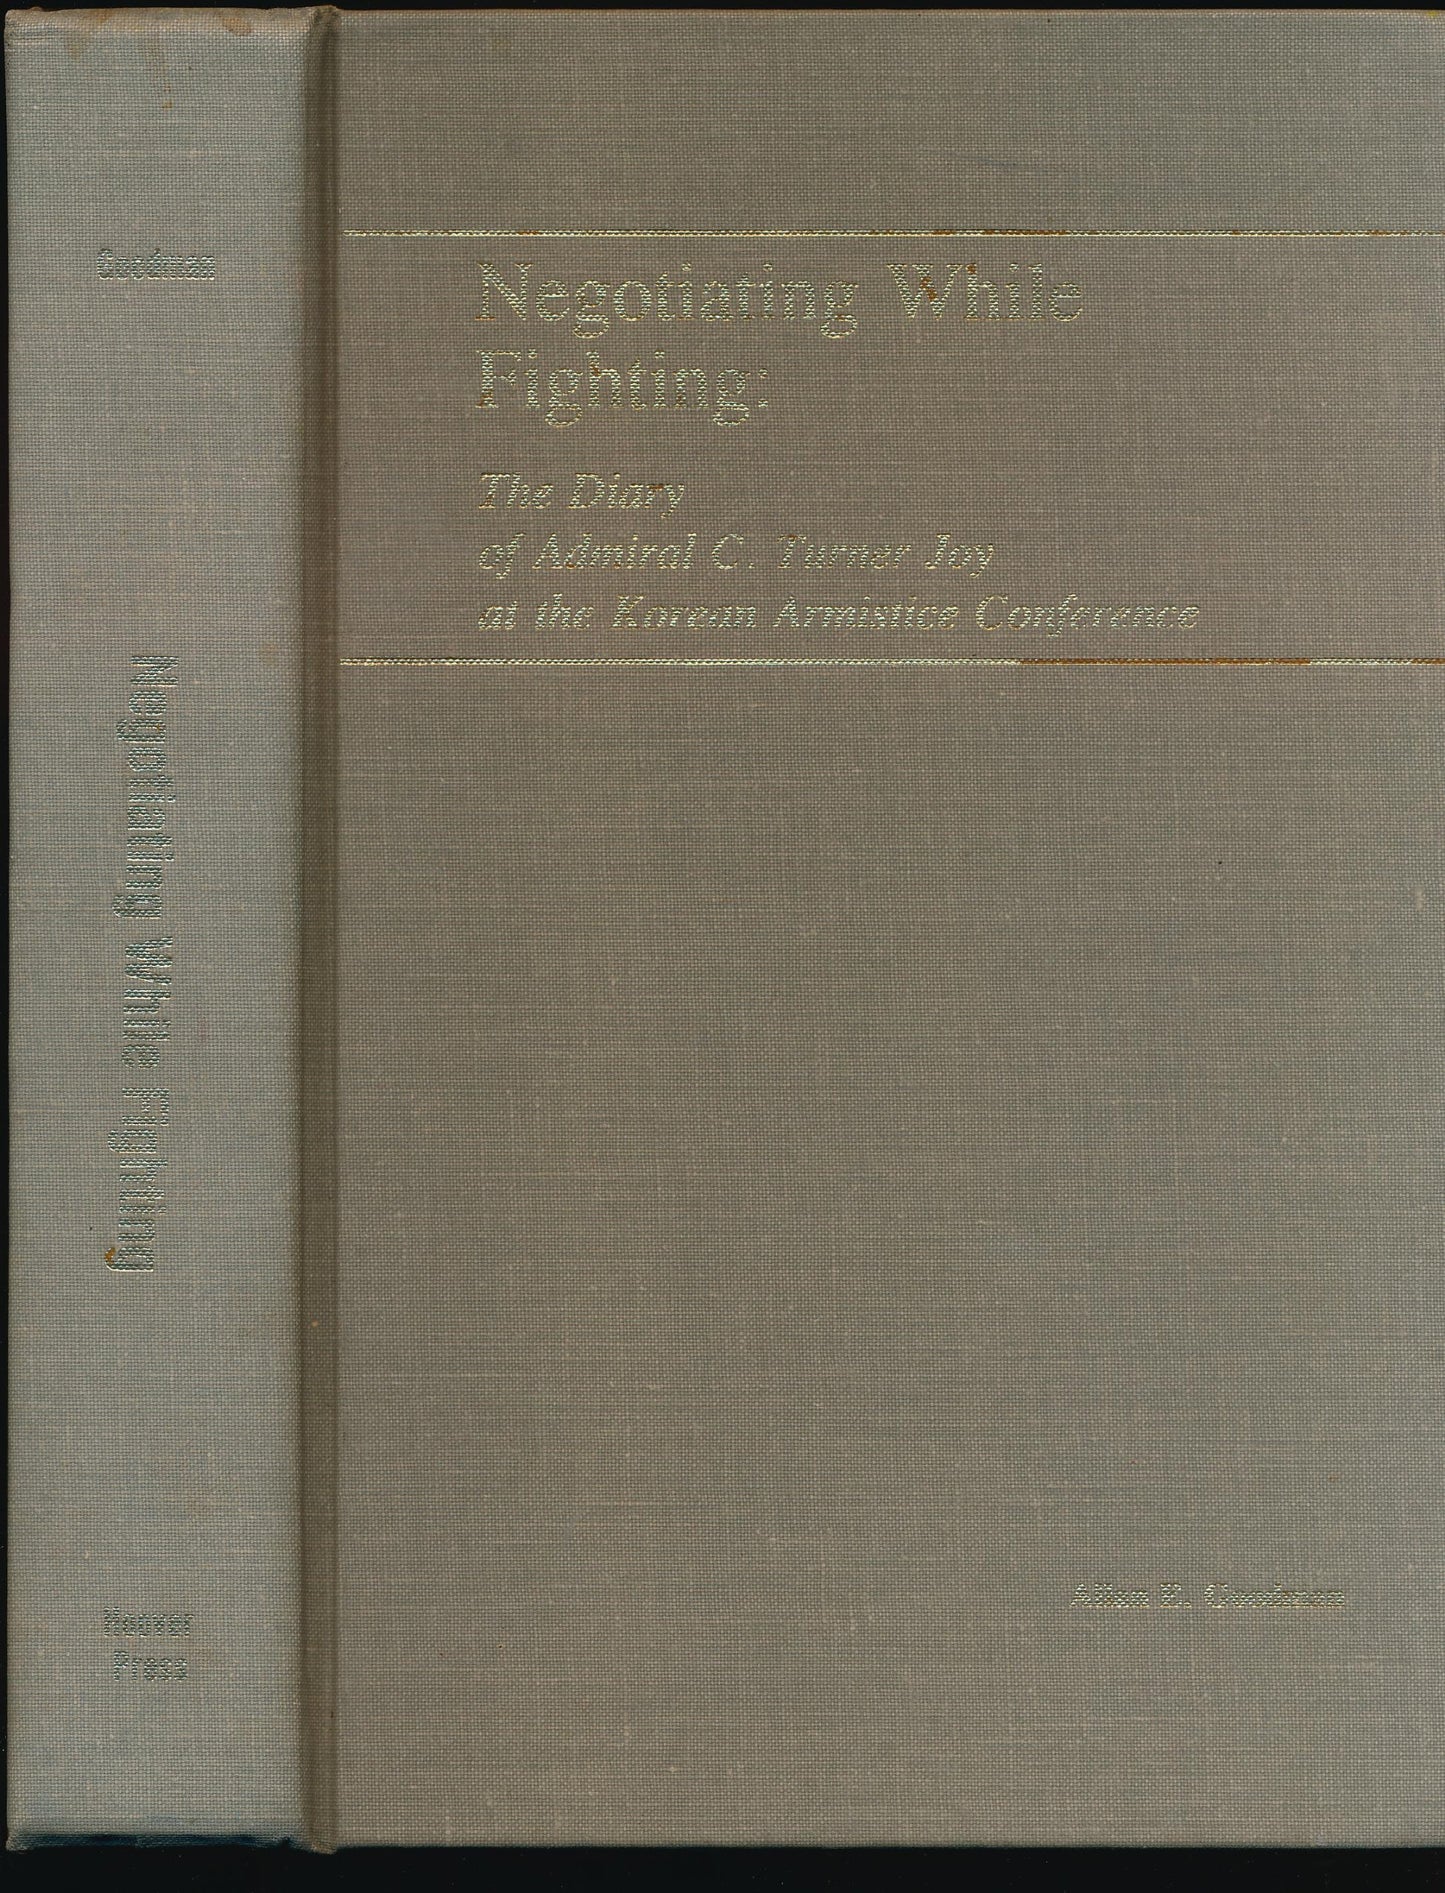 Goodman
Negotiating While Fighting
Hoover
Press
Negotiating While
Fighting:
The Diary
of Admiral C. Turner Joy
at the Korean Armistice Conference
Allan E. Goodman